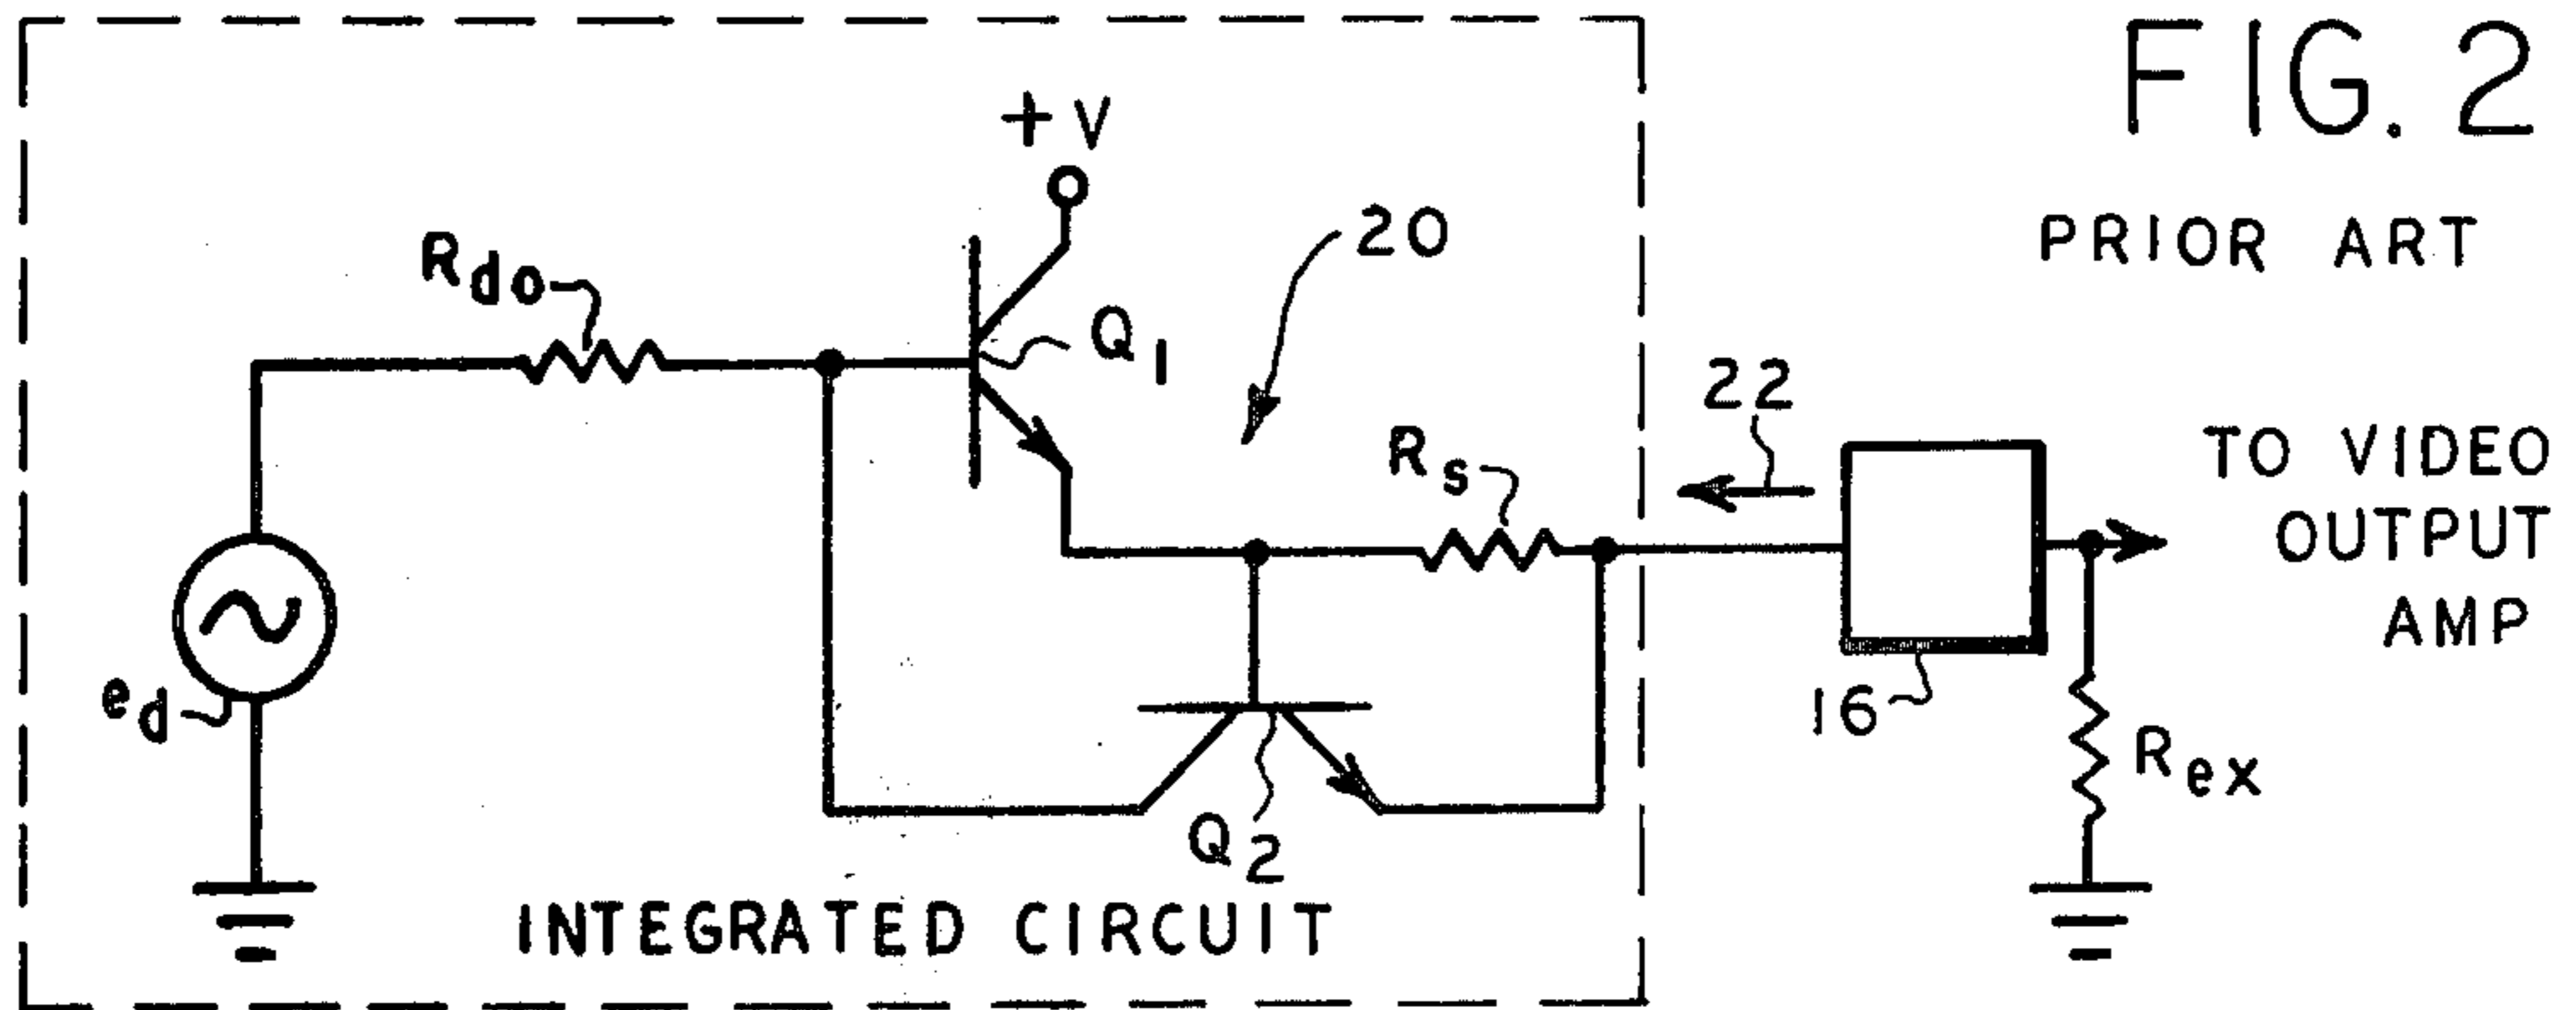 FIG. 2
PRIOR ART
+ V
20
Rdo
Q1
22
Rs
TO VIDEO
OUTPUT
AMP
ed
16
Rex
Q2
INTEGRATED CIRCUIT